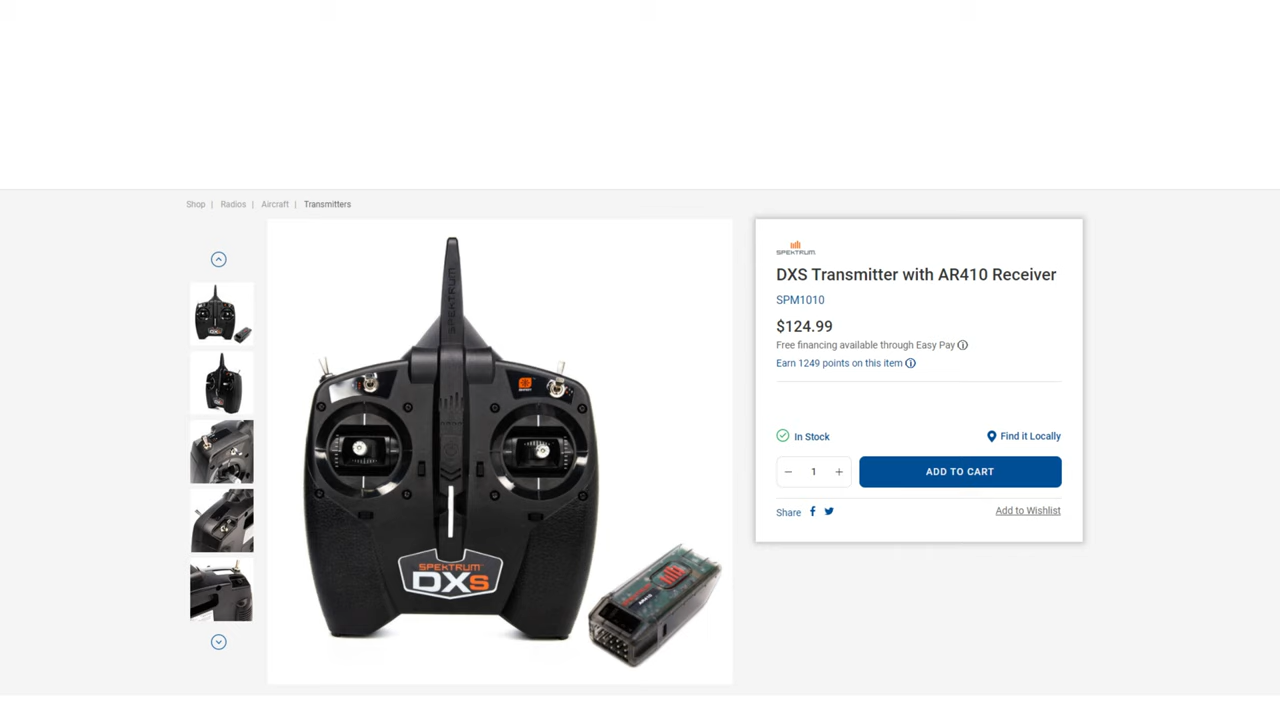 Shop | Radios | Aircraft | Transmitters
SPEKTRUM
DXS Transmitter with AR410 Receiver
SPM1010
$124.99
Free financing available through Easy Pay
Earn 1249 points on this item
In Stock
Find it Locally
− 1 +
ADD TO CART
Share
Add to Wishlist
SPEKTRUM
SPEKTRUM
DXS
AR410
DXS